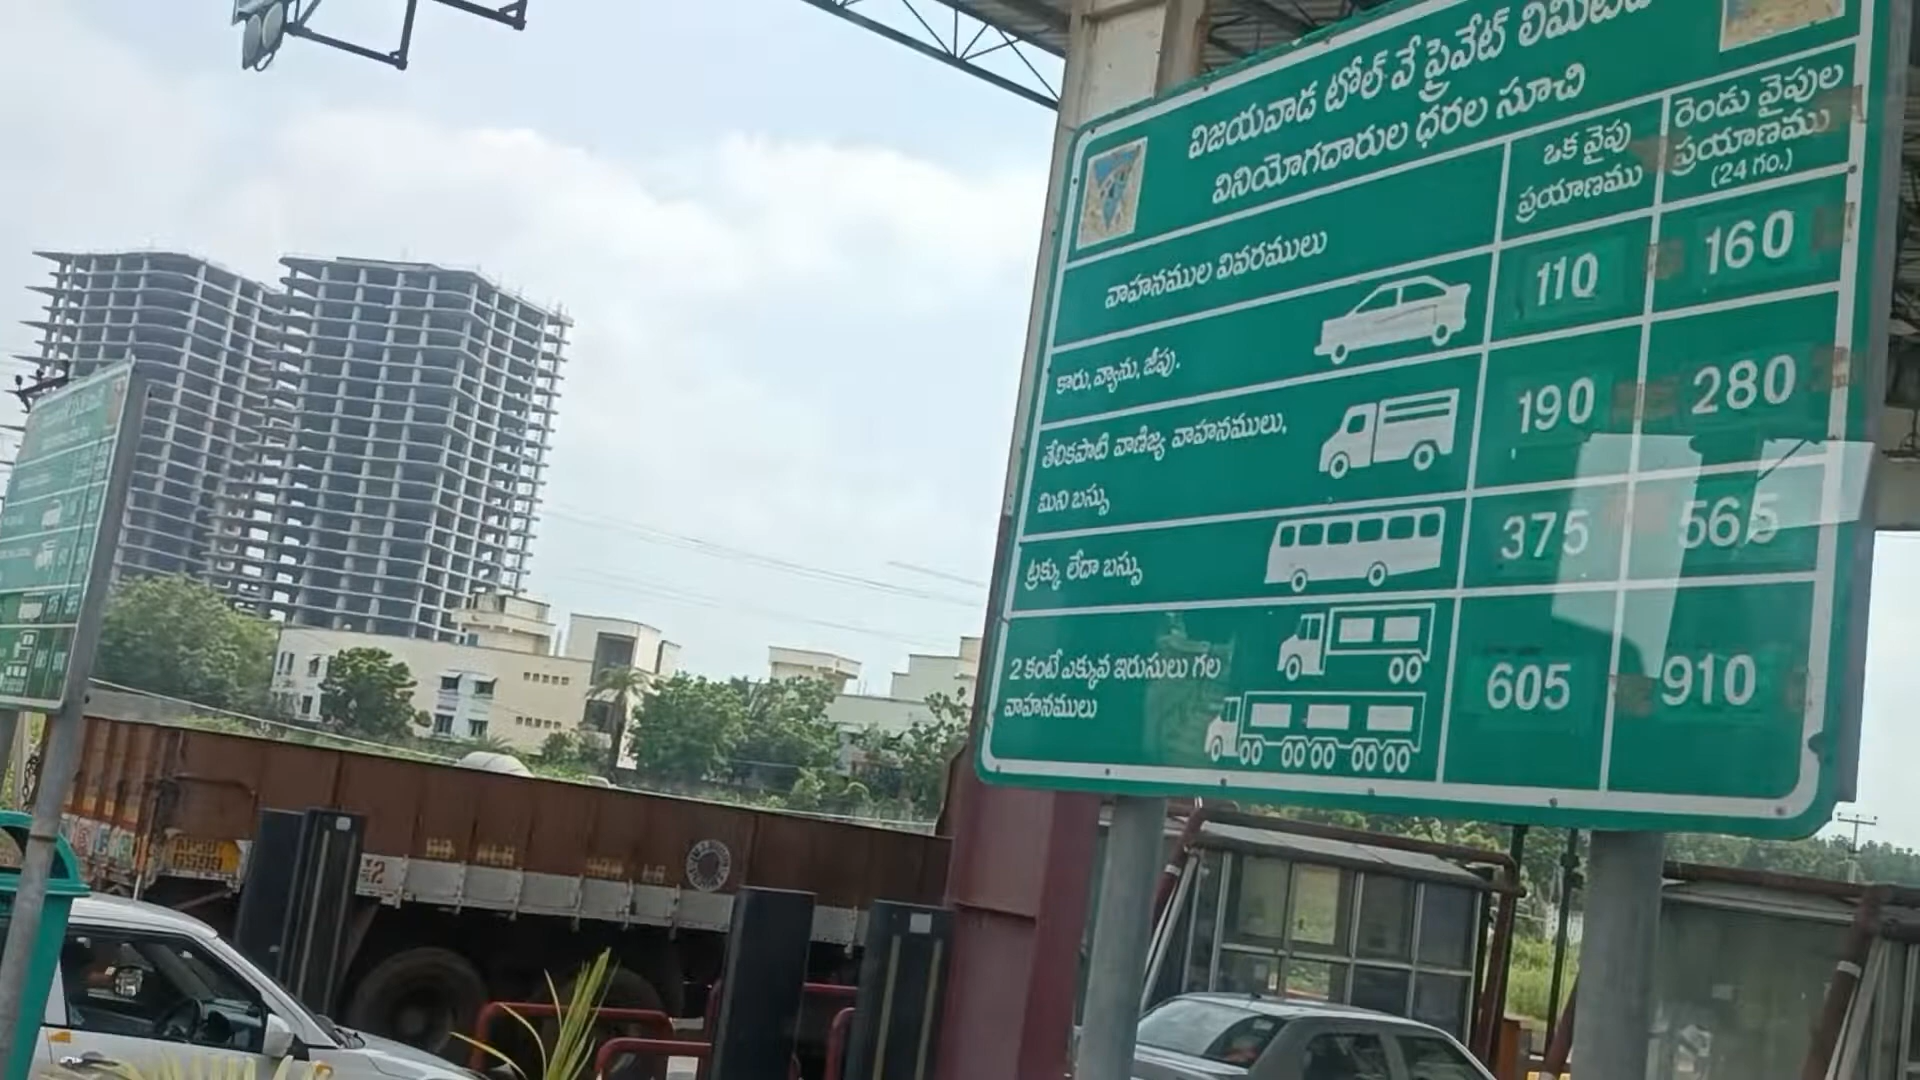 విజయవాడ టోల్ వే ప్రైవేట్ లిమిటెడ్
వినియోగదారుల ధరల సూచి
వాహనముల వివరములు
ఒక వైపు
ప్రయాణము
రెండు వైపుల
ప్రయాణము
(24 గం.)
కారు, వ్యాను, జీపు.
110
160
తేలికపాటి వాణిజ్య వాహనములు,
మిని బస్సు
190
280
ట్రక్కు లేదా బస్సు
375
565
2 కంటే ఎక్కువ ఇరుసులు గల
వాహనములు
605
910